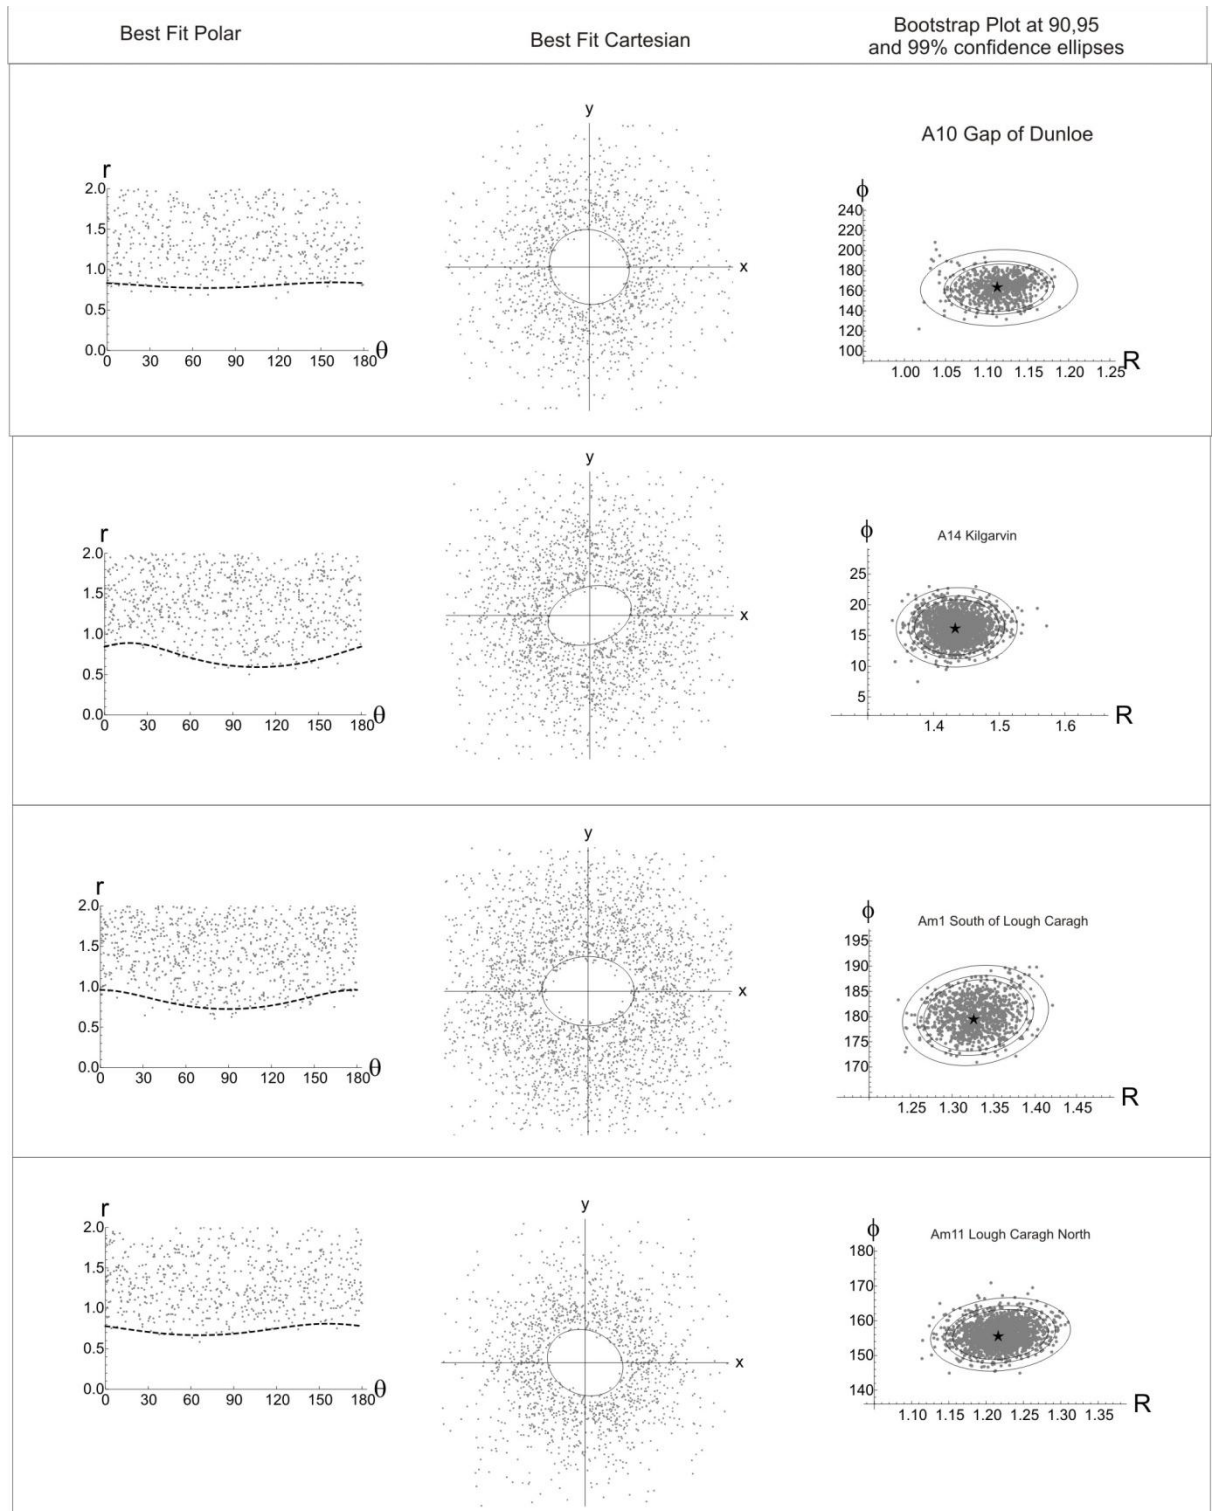 Best Fit Polar
Best Fit Cartesian
Bootstrap Plot at 90,95
and 99% confidence ellipses
r
2.0
1.5
1.0
0.5
0.0
0 30 60 90 120 150 180
θ
y
x
A10 Gap of Dunloe
ϕ
240
220
200
180
160
140
120
100
1.00 1.05 1.10 1.15 1.20 1.25
R
r
2.0
1.5
1.0
0.5
0.0
0 30 60 90 120 150 180
θ
y
x
A14 Kilgarvin
ϕ
25
20
15
10
5
1.4 1.5 1.6
R
r
2.0
1.5
1.0
0.5
0.0
0 30 60 90 120 150 180
θ
y
x
Am1 South of Lough Caragh
ϕ
195
190
185
180
175
170
1.25 1.30 1.35 1.40 1.45
R
r
2.0
1.5
1.0
0.5
0.0
0 30 60 90 120 150 180
θ
y
x
Am11 Lough Caragh North
ϕ
180
170
160
150
140
1.10 1.15 1.20 1.25 1.30 1.35
R